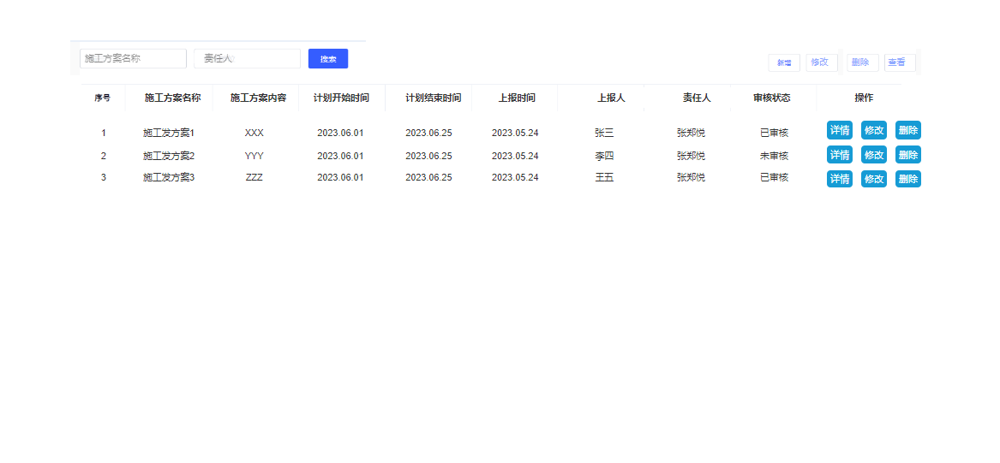 施工方案名称 责任人 搜索
新增 修改 删除 查看
序号 施工方案名称 施工方案内容 计划开始时间 计划结束时间 上报时间 上报人 责任人 审核状态 操作
1 施工发方案1 XXX 2023.06.01 2023.06.25 2023.05.24 张三 张郑悦 已审核 详情 修改 删除
2 施工发方案2 YYY 2023.06.01 2023.06.25 2023.05.24 李四 张郑悦 未审核 详情 修改 删除
3 施工发方案3 ZZZ 2023.06.01 2023.06.25 2023.05.24 王五 张郑悦 已审核 详情 修改 删除